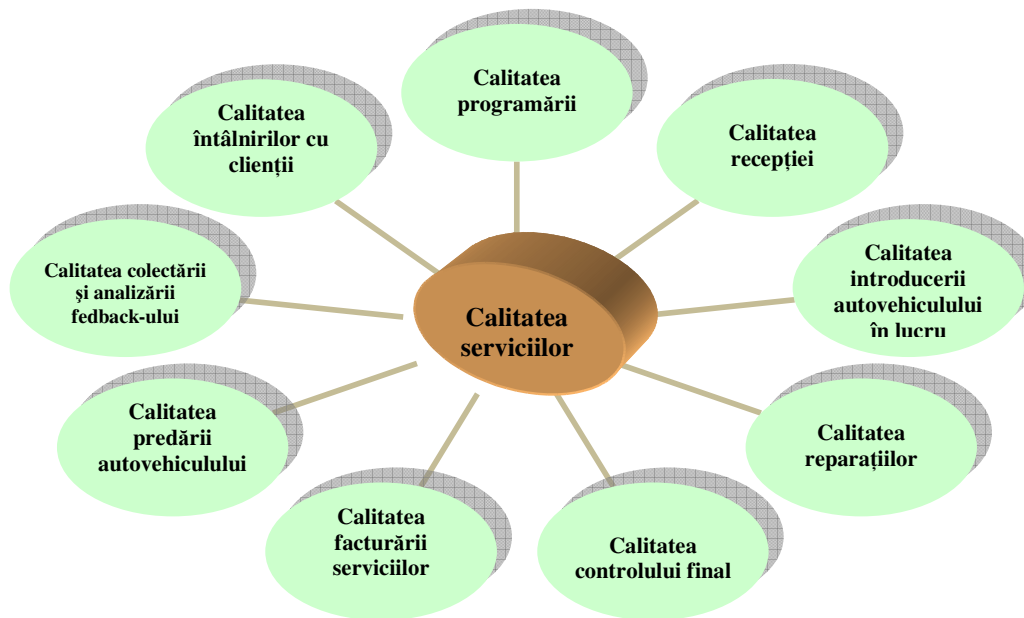 Calitatea
programării
Calitatea
recepției
Calitatea
introducerii
autovehiculului
în lucru
Calitatea
reparațiilor
Calitatea
controlului final
Calitatea
facturării
serviciilor
Calitatea
predării
autovehiculului
Calitatea colectării
şi analizării
fedback-ului
Calitatea
întâlnirilor cu
clienții
Calitatea
serviciilor